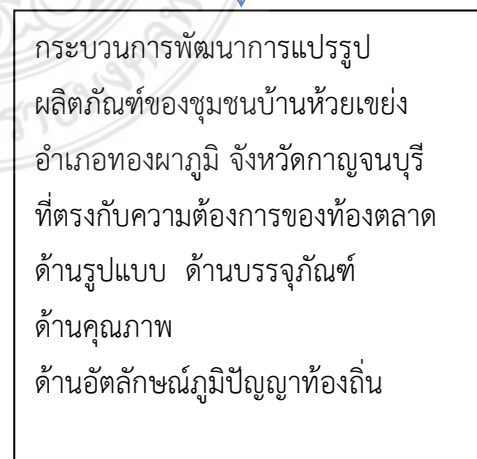 กระบวนการพัฒนาการแปรรูป
ผลิตภัณฑ์ของชุมชนบ้านห้วยเขย่ง
อำเภอทองผาภูมิ จังหวัดกาญจนบุรี
ที่ตรงกับความต้องการของท้องตลาด
ด้านรูปแบบ ด้านบรรจุภัณฑ์
ด้านคุณภาพ
ด้านอัตลักษณ์ภูมิปัญญาท้องถิ่น